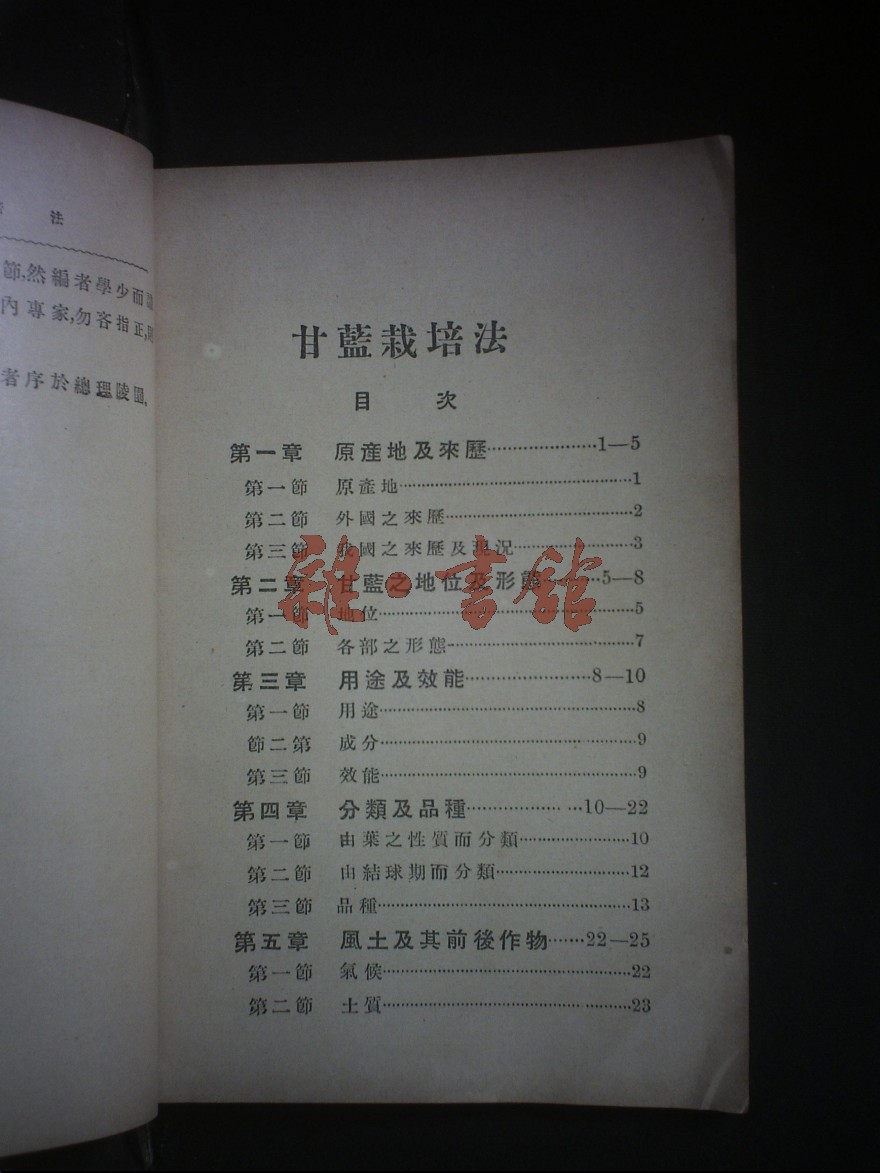 法
節,然編者學少而
內專家,勿吝指正,
者序於總理陵園,
甘藍栽培法
目 次
第一章 原產地及來歷……………1—5
第一節 原產地……………1
第二節 外國之來歷……………2
第三節 我國之來歷及現況……………3
第二章 甘藍之地位及形態……………5—8
第一節 地位……………5
第二節 各部之形態……………7
第三章 用途及效能……………8—10
第一節 用途……………8
節二第 成分……………9
第三節 效能……………9
第四章 分類及品種……………10—22
第一節 由葉之性質而分類……………10
第二節 由結球期而分類……………12
第三節 品種……………13
第五章 風土及其前後作物……22—25
第一節 氣候……………22
第二節 土質……………23
雜·書館